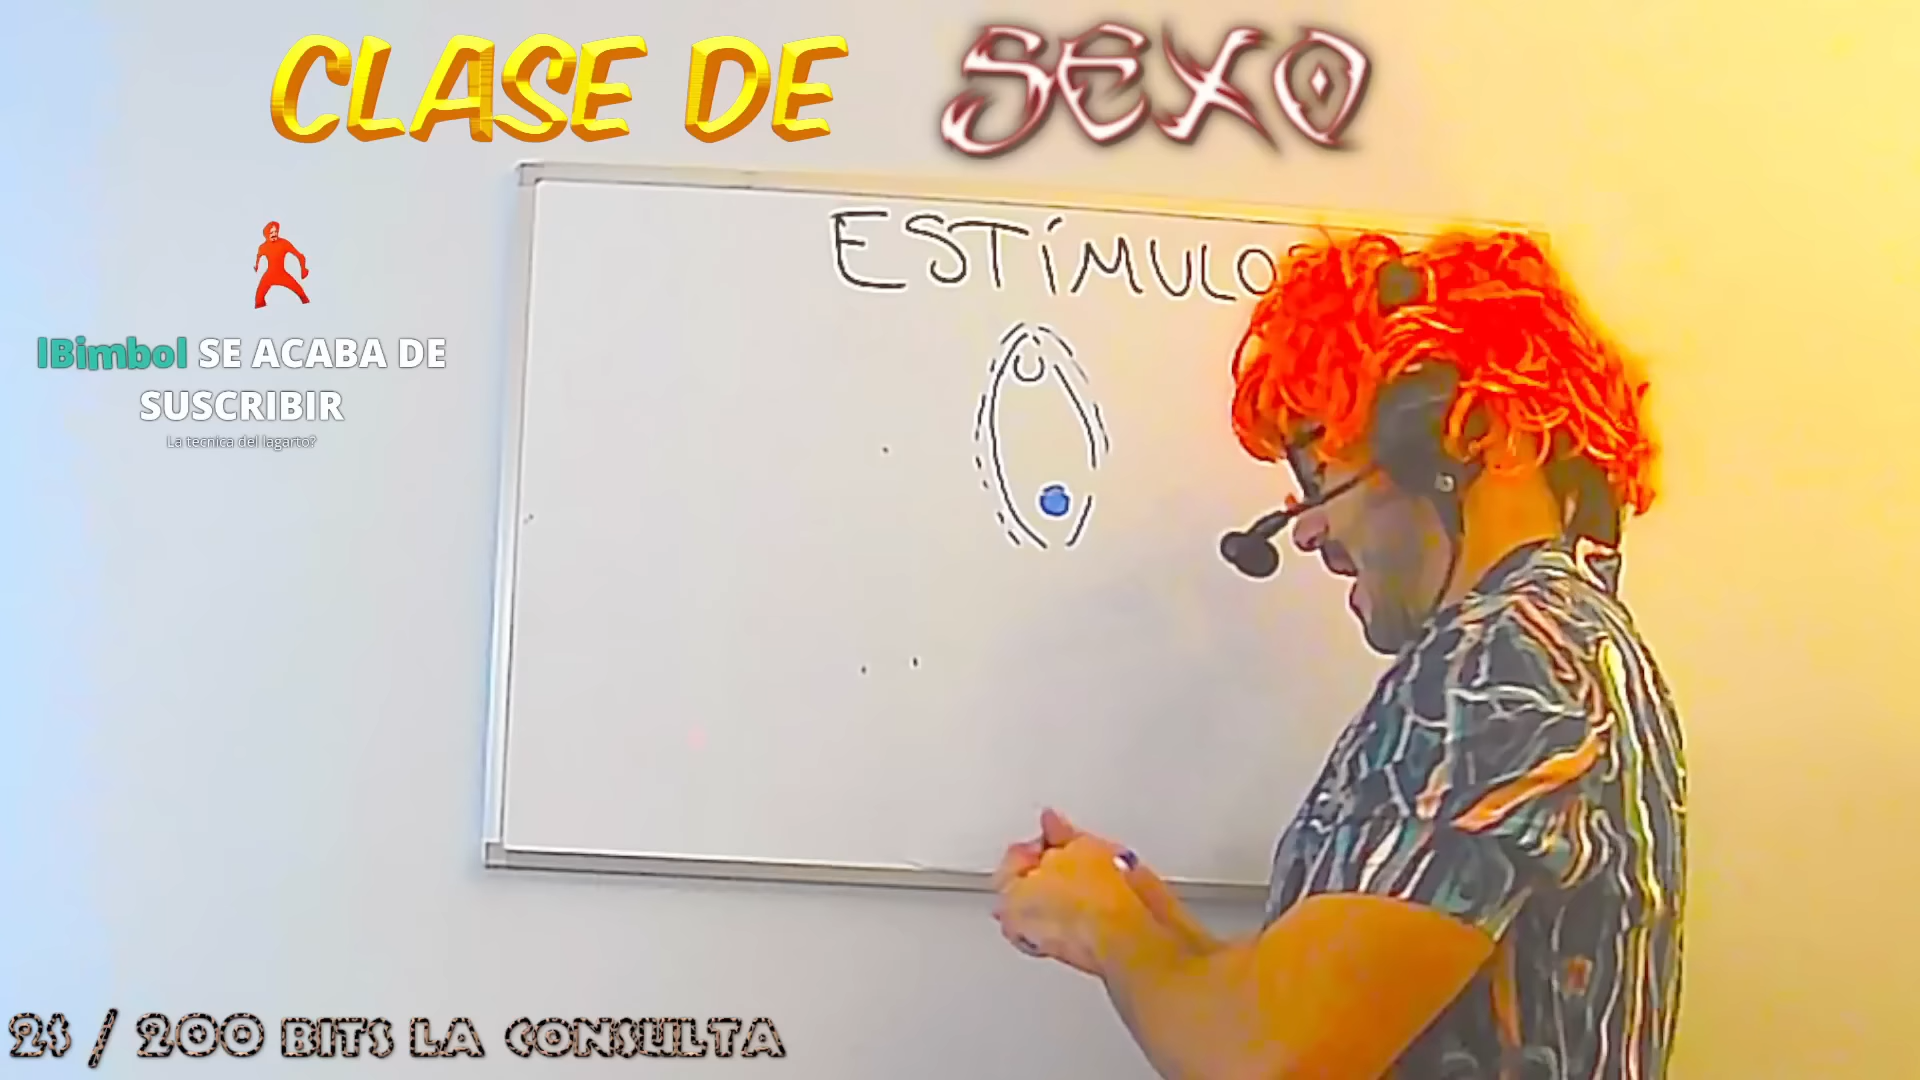 CLASE DE SEXO
ESTÍMULO
IBimbol SE ACABA DE
SUSCRIBIR
La tecnica del lagarto?
2$ / 200 BITS LA CONSULTA